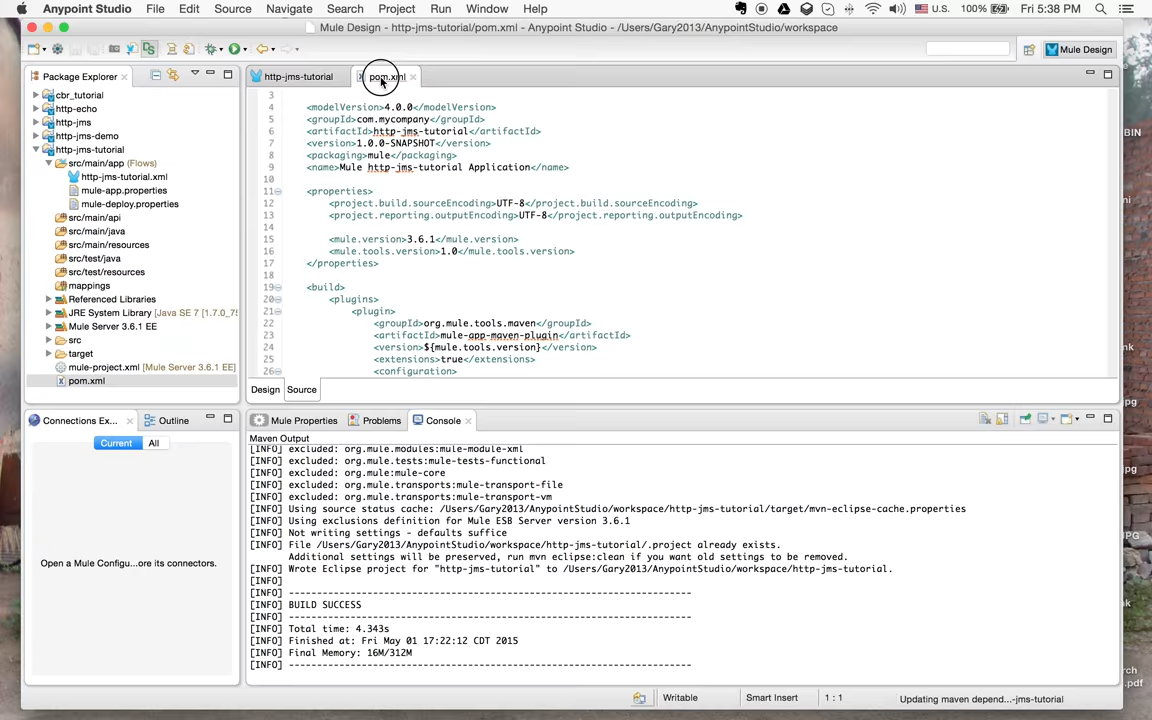 Anypoint Studio File Edit Source Navigate Search Project Run Window Help U.S. 100% Fri 5:38 PM
Mule Design - http-jms-tutorial/pom.xml - Anypoint Studio - /Users/Gary2013/AnypointStudio/workspace
Mule Design
Package Explorer
cbr_tutorial
http-echo
http-jms
http-jms-demo
http-jms-tutorial
src/main/app (Flows)
http-jms-tutorial.xml
mule-app.properties
mule-deploy.properties
src/main/api
src/main/java
src/main/resources
src/test/java
src/test/resources
mappings
Referenced Libraries
JRE System Library [Java SE 7 [1.7.0_75
Mule Server 3.6.1 EE
src
target
mule-project.xml [Mule Server 3.6.1 EE]
pom.xml
http-jms-tutorial pom.xml
3
4 <modelVersion>4.0.0</modelVersion>
5 <groupId>com.mycompany</groupId>
6 <artifactId>http-jms-tutorial</artifactId>
7 <version>1.0.0-SNAPSHOT</version>
8 <packaging>mule</packaging>
9 <name>Mule http-jms-tutorial Application</name>
10
11 <properties>
12 <project.build.sourceEncoding>UTF-8</project.build.sourceEncoding>
13 <project.reporting.outputEncoding>UTF-8</project.reporting.outputEncoding>
14
15 <mule.version>3.6.1</mule.version>
16 <mule.tools.version>1.0</mule.tools.version>
17 </properties>
18
19 <build>
20 <plugins>
21 <plugin>
22 <groupId>org.mule.tools.maven</groupId>
23 <artifactId>mule-app-maven-plugin</artifactId>
24 <version>${mule.tools.version}</version>
25 <extensions>true</extensions>
26 <configuration>
Design Source
Connections Ex... Outline
Current All
Open a Mule Configu...ore its connectors.
Mule Properties Problems Console
Maven Output
[INFO] excluded: org.mule.modules:mule-module-xml
[INFO] excluded: org.mule.tests:mule-tests-functional
[INFO] excluded: org.mule:mule-core
[INFO] excluded: org.mule.transports:mule-transport-file
[INFO] excluded: org.mule.transports:mule-transport-vm
[INFO] Using source status cache: /Users/Gary2013/AnypointStudio/workspace/http-jms-tutorial/target/mvn-eclipse-cache.properties
[INFO] Using exclusions definition for Mule ESB Server version 3.6.1
[INFO] Not writing settings - defaults suffice
[INFO] File /Users/Gary2013/AnypointStudio/workspace/http-jms-tutorial/.project already exists.
Additional settings will be preserved, run mvn eclipse:clean if you want old settings to be removed.
[INFO] Wrote Eclipse project for "http-jms-tutorial" to /Users/Gary2013/AnypointStudio/workspace/http-jms-tutorial.
[INFO]
[INFO] ------------------------------------------------------------------------
[INFO] BUILD SUCCESS
[INFO] ------------------------------------------------------------------------
[INFO] Total time: 4.343s
[INFO] Finished at: Fri May 01 17:22:12 CDT 2015
[INFO] Final Memory: 16M/312M
[INFO] ------------------------------------------------------------------------
Writable Smart Insert 1 : 1 Updating maven depend...-jms-tutorial